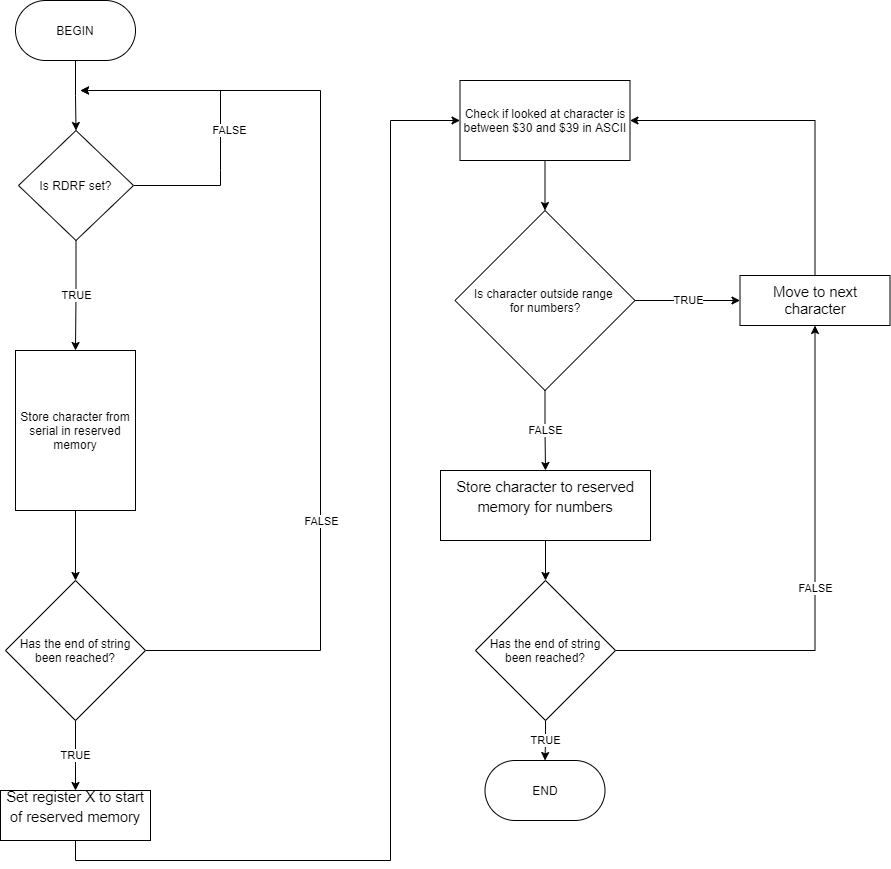 BEGIN
FALSE
Is RDRF set?
TRUE
Store character from
serial in reserved
memory
FALSE
Has the end of string
been reached?
TRUE
Set register X to start
of reserved memory
Check if looked at character is
between $30 and $39 in ASCII
Is character outside range
for numbers?
TRUE
Move to next
character
FALSE
Store character to reserved
memory for numbers
FALSE
Has the end of string
been reached?
TRUE
END